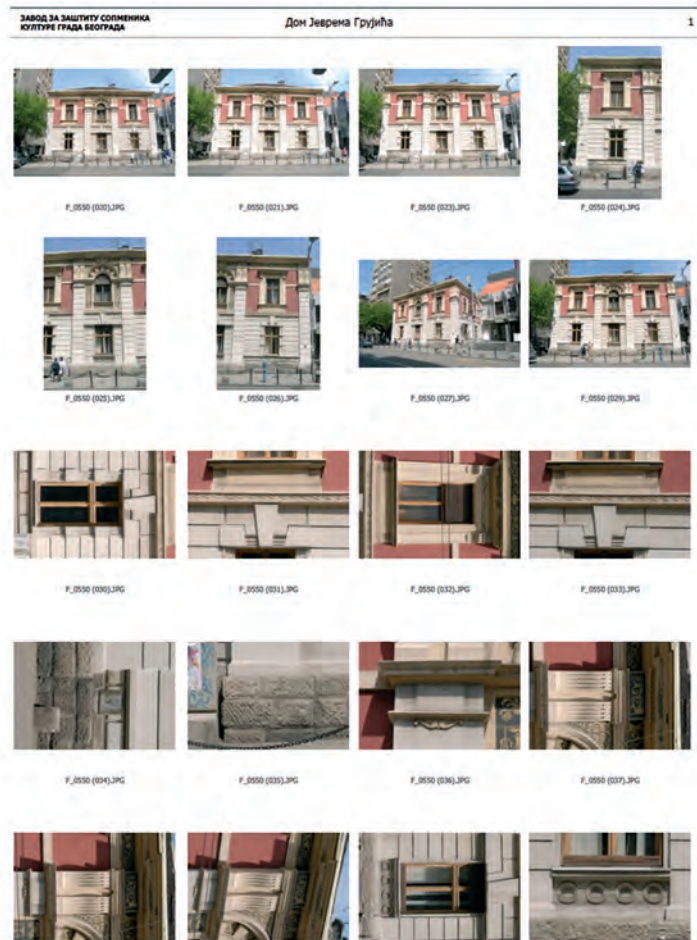 ЗАВОД ЗА ЗАШТИТУ СПОМЕНИКА
КУЛТУРЕ ГРАДА БЕОГРАДА
Дом Јеврема Грујића
1
F_0550 (020).JPG
F_0550 (021).JPG
F_0550 (023).JPG
F_0550 (024).JPG
F_0550 (025).JPG
F_0550 (026).JPG
F_0550 (027).JPG
F_0550 (029).JPG
F_0550 (030).JPG
F_0550 (031).JPG
F_0550 (032).JPG
F_0550 (033).JPG
F_0550 (034).JPG
F_0550 (035).JPG
F_0550 (036).JPG
F_0550 (037).JPG